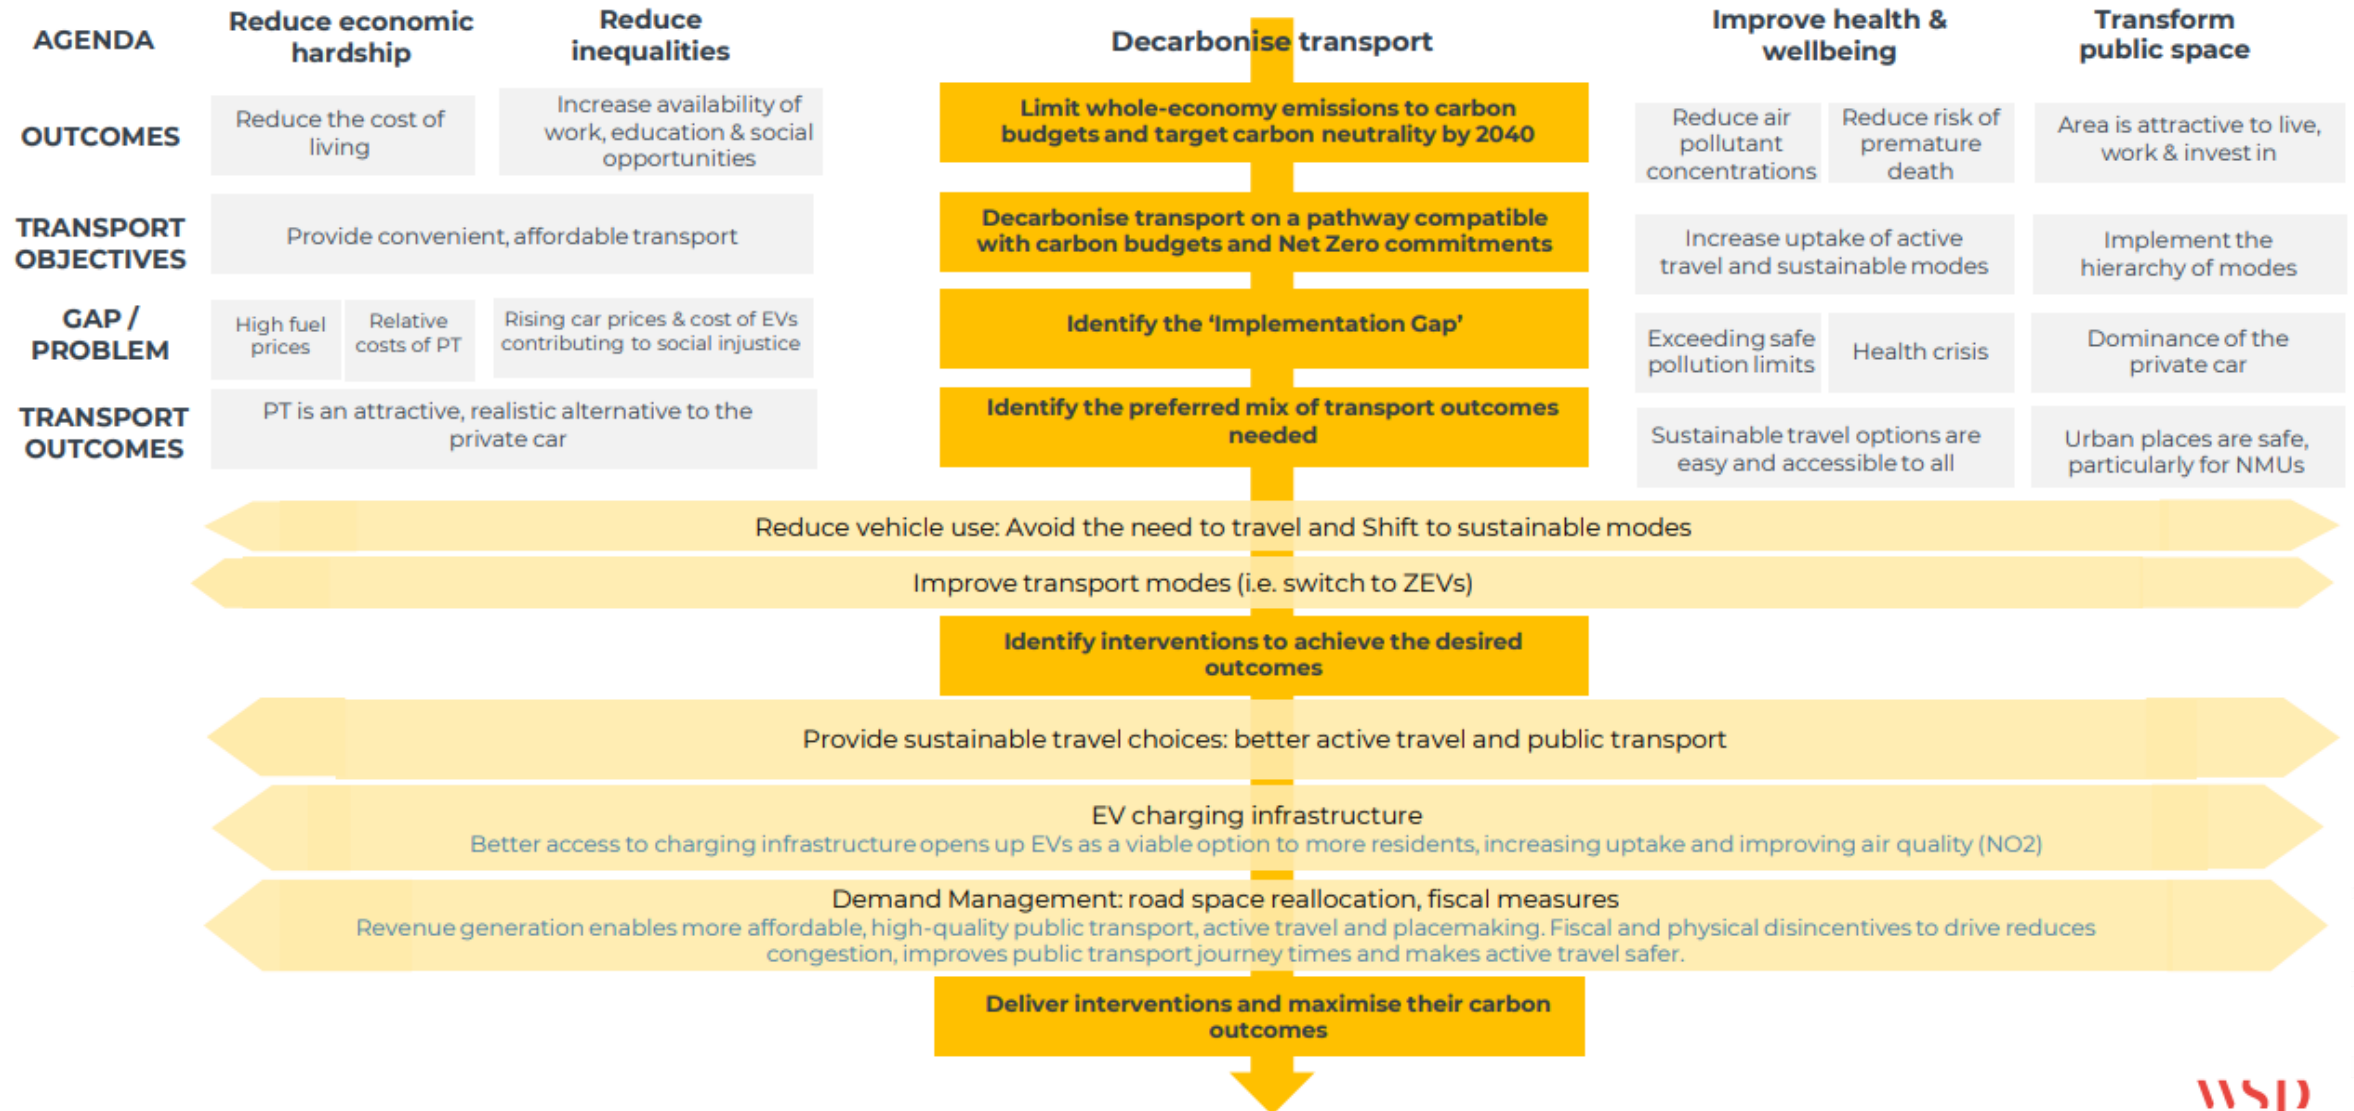 AGENDA
Reduce economic
hardship
Reduce
inequalities
Decarbonise transport
Improve health &
wellbeing
Transform
public space
OUTCOMES
Reduce the cost of
living
Increase availability of
work, education & social
opportunities
Limit whole-economy emissions to carbon
budgets and target carbon neutrality by 2040
Reduce air
pollutant
concentrations
Reduce risk of
premature
death
Area is attractive to live,
work & invest in
TRANSPORT
OBJECTIVES
Provide convenient, affordable transport
Decarbonise transport on a pathway compatible
with carbon budgets and Net Zero commitments
Increase uptake of active
travel and sustainable modes
Implement the
hierarchy of modes
GAP /
PROBLEM
High fuel
prices
Relative
costs of PT
Rising car prices & cost of EVs
contributing to social injustice
Identify the ‘Implementation Gap’
Exceeding safe
pollution limits
Health crisis
Dominance of the
private car
TRANSPORT
OUTCOMES
PT is an attractive, realistic alternative to the
private car
Identify the preferred mix of transport outcomes
needed
Sustainable travel options are
easy and accessible to all
Urban places are safe,
particularly for NMUs
Reduce vehicle use: Avoid the need to travel and Shift to sustainable modes
Improve transport modes (i.e. switch to ZEVs)
Identify interventions to achieve the desired
outcomes
Provide sustainable travel choices: better active travel and public transport
EV charging infrastructure
Better access to charging infrastructure opens up EVs as a viable option to more residents, increasing uptake and improving air quality (NO2)
Demand Management: road space reallocation, fiscal measures
Revenue generation enables more affordable, high-quality public transport, active travel and placemaking. Fiscal and physical disincentives to drive reduces
congestion, improves public transport journey times and makes active travel safer.
Deliver interventions and maximise their carbon
outcomes
WSP